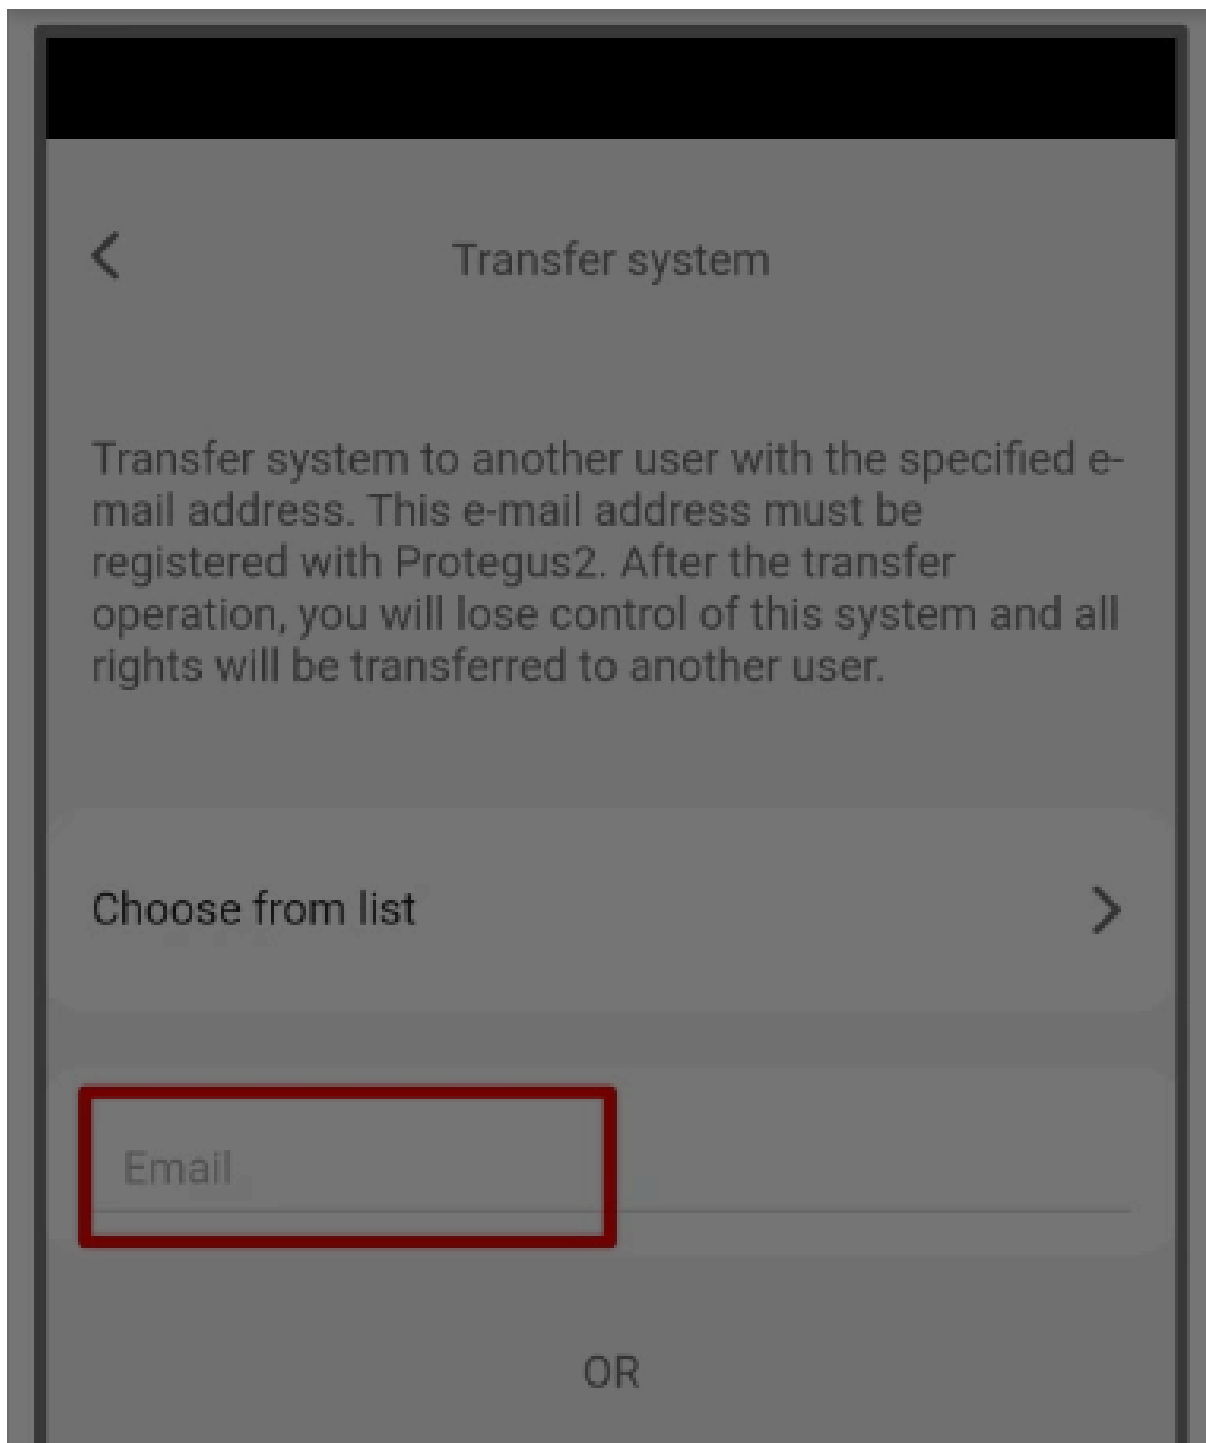 Transfer system
Transfer system to another user with the specified e-
mail address. This e-mail address must be
registered with Protegus2. After the transfer
operation, you will lose control of this system and all
rights will be transferred to another user.
Choose from list
Email
OR